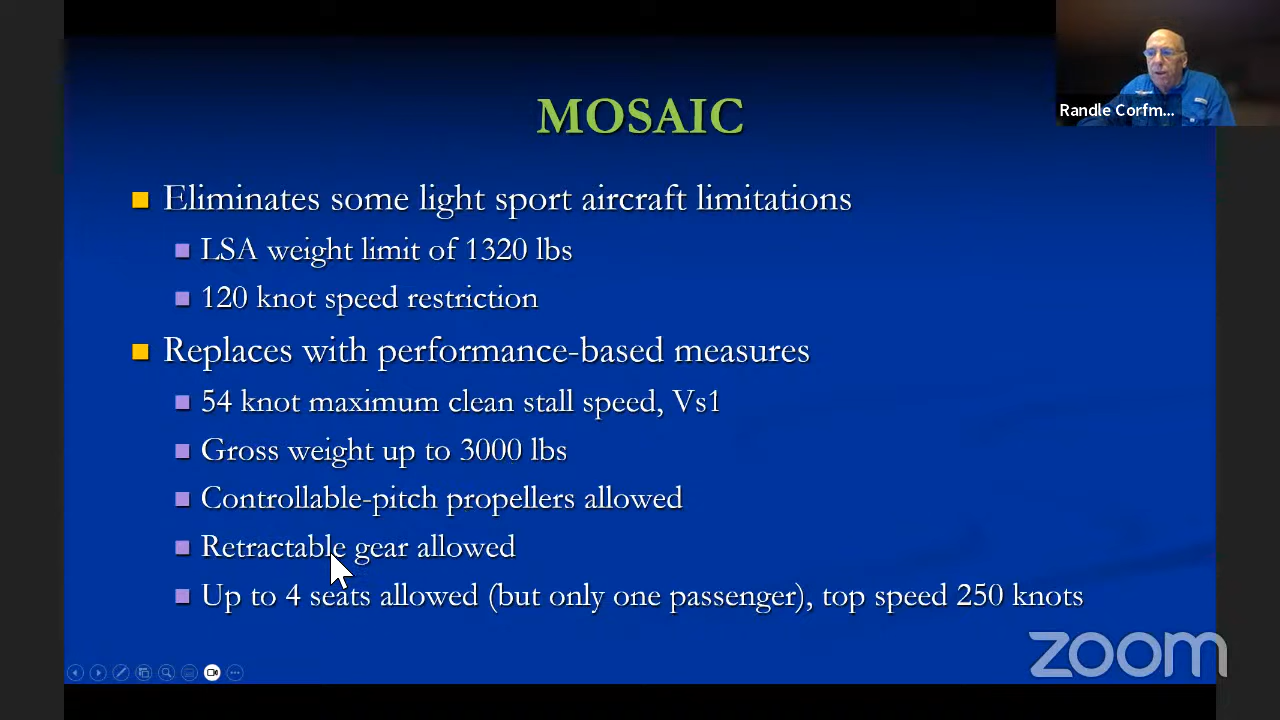 MOSAIC
Randle Corfm...
Eliminates some light sport aircraft limitations
LSA weight limit of 1320 lbs
120 knot speed restriction
Replaces with performance-based measures
54 knot maximum clean stall speed, Vs1
Gross weight up to 3000 lbs
Controllable-pitch propellers allowed
Retractable gear allowed
Up to 4 seats allowed (but only one passenger), top speed 250 knots
zoom